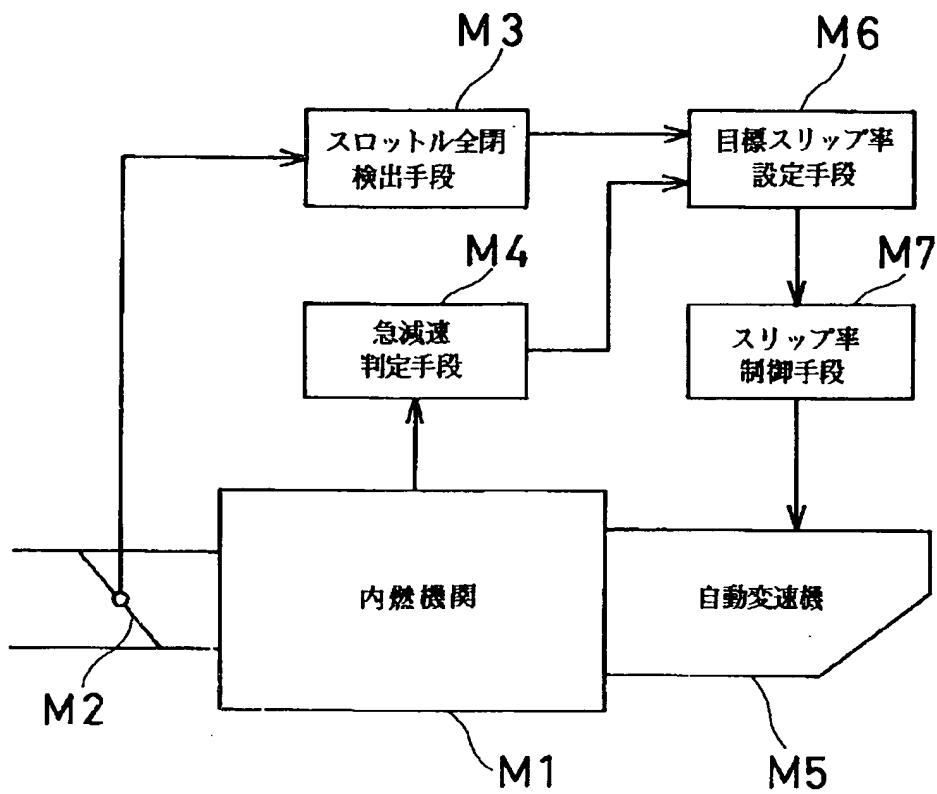 M3
M6
スロットル全閉
検出手段
目標スリップ率
設定手段
M4
M7
急減速
判定手段
スリップ率
制御手段
内燃機関
自動変速機
M2
M1
M5